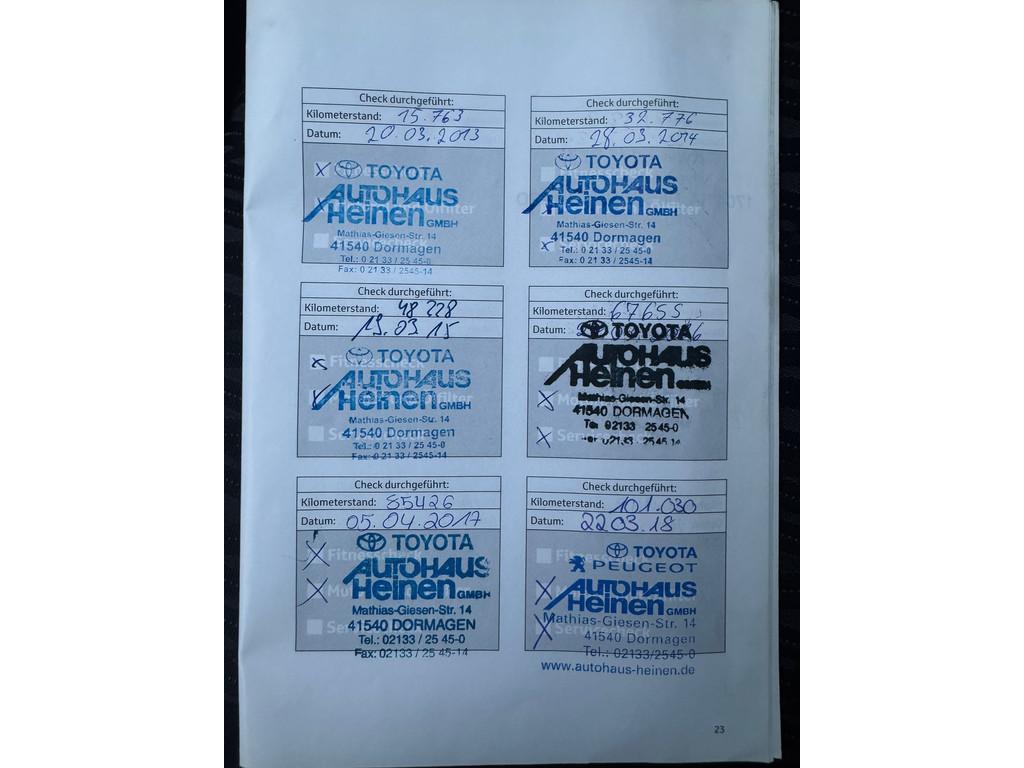 Check durchgeführt:
Kilometerstand: 15.763
Datum: 20.03.2013
TOYOTA
AUTOHAUS
Heinen GMBH
Ölfilter
Mathias-Giesen-Str. 14
41540 Dormagen
Tel.: 0 21 33 / 25 45-0
Fax: 0 21 33 / 2545-14
Check durchgeführt:
Kilometerstand: 32.776
Datum: 28.03.2014
Fitnesscheck
TOYOTA
AUTOHAUS
Heinen GMBH
Mathias-Giesen-Str. 14
41540 Dormagen
Tel.: 0 21 33 / 25 45-0
Fax: 0 21 33 / 2545-14
Check durchgeführt:
Kilometerstand: 48 228
Datum: 19.03.15
TOYOTA
Fitnesscheck
AUTOHAUS
Heinen GMBH
Mathias-Giesen-Str. 14
41540 Dormagen
Tel.: 0 21 33 / 25 45-0
Fax: 0 21 33 / 2545-14
Check durchgeführt:
Kilometerstand: 67655
Datum:
TOYOTA
AUTOHAUS
Heinen GMBH
Mathias-Giesen-Str. 14
41540 DORMAGEN
02133 25 45-0
Check durchgeführt:
Kilometerstand: 85426
Datum: 05.04.2017
TOYOTA
Fitnesscheck
AUTOHAUS
Heinen GMBH
Mathias-Giesen-Str. 14
41540 DORMAGEN
Tel.: 02133 / 25 45-0
Fax: 02133 / 25 45-14
Check durchgeführt:
Kilometerstand: 101.030
Datum: 22.03.18
TOYOTA
PEUGEOT
AUTOHAUS
Heinen GMBH
Mathias-Giesen-Str. 14
41540 Dormagen
Tel.: 02133/2545-0
www.autohaus-heinen.de
23